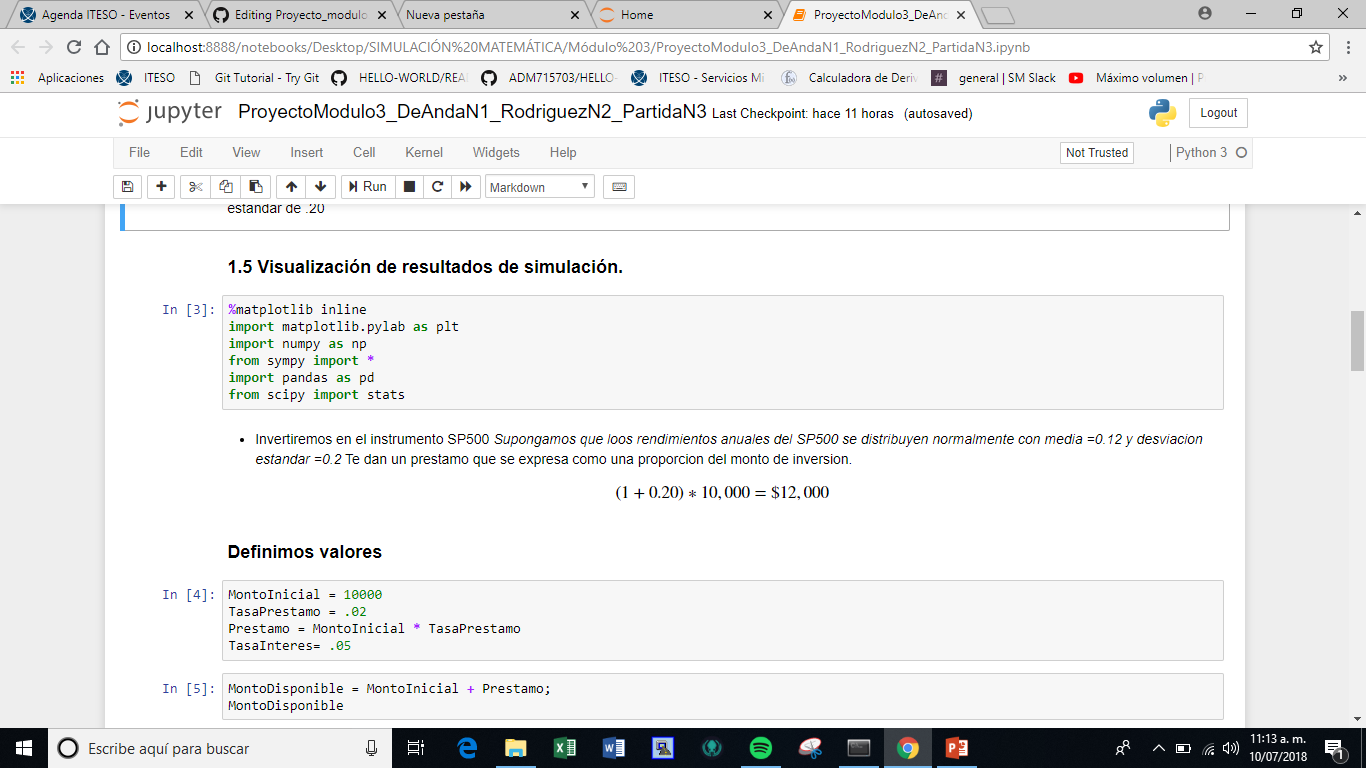 Agenda ITESO - Eventos
Editing Proyecto_modulo
Nueva pestaña
Home
ProyectoModulo3_DeAnd
localhost:8888/notebooks/Desktop/SIMULACIÓN%20MATEMÁTICA/Módulo%203/ProyectoModulo3_DeAndaN1_RodriguezN2_PartidaN3.ipynb
Aplicaciones
ITESO
Git Tutorial - Try Git
HELLO-WORLD/REA
ADM715703/HELLO-
ITESO - Servicios Mi
Calculadora de Deriv
general | SM Slack
Máximo volumen | P
»
jupyter ProyectoModulo3_DeAndaN1_RodriguezN2_PartidaN3 Last Checkpoint: hace 11 horas (autosaved)
Logout
File Edit View Insert Cell Kernel Widgets Help
Not Trusted
Python 3
Run
Markdown
estandar de .20
1.5 Visualización de resultados de simulación.
In [3]: %matplotlib inline
import matplotlib.pylab as plt
import numpy as np
from sympy import *
import pandas as pd
from scipy import stats
• Invertiremos en el instrumento SP500 Supongamos que loos rendimientos anuales del SP500 se distribuyen normalmente con media =0.12 y desviacion
estandar =0.2 Te dan un prestamo que se expresa como una proporcion del monto de inversion.
(1 + 0.20) ∗ 10, 000 = $12, 000
Definimos valores
In [4]: MontoInicial = 10000
TasaPrestamo = .02
Prestamo = MontoInicial * TasaPrestamo
TasaInteres= .05
In [5]: MontoDisponible = MontoInicial + Prestamo;
MontoDisponible
Escribe aquí para buscar
11:13 a. m.
10/07/2018
1